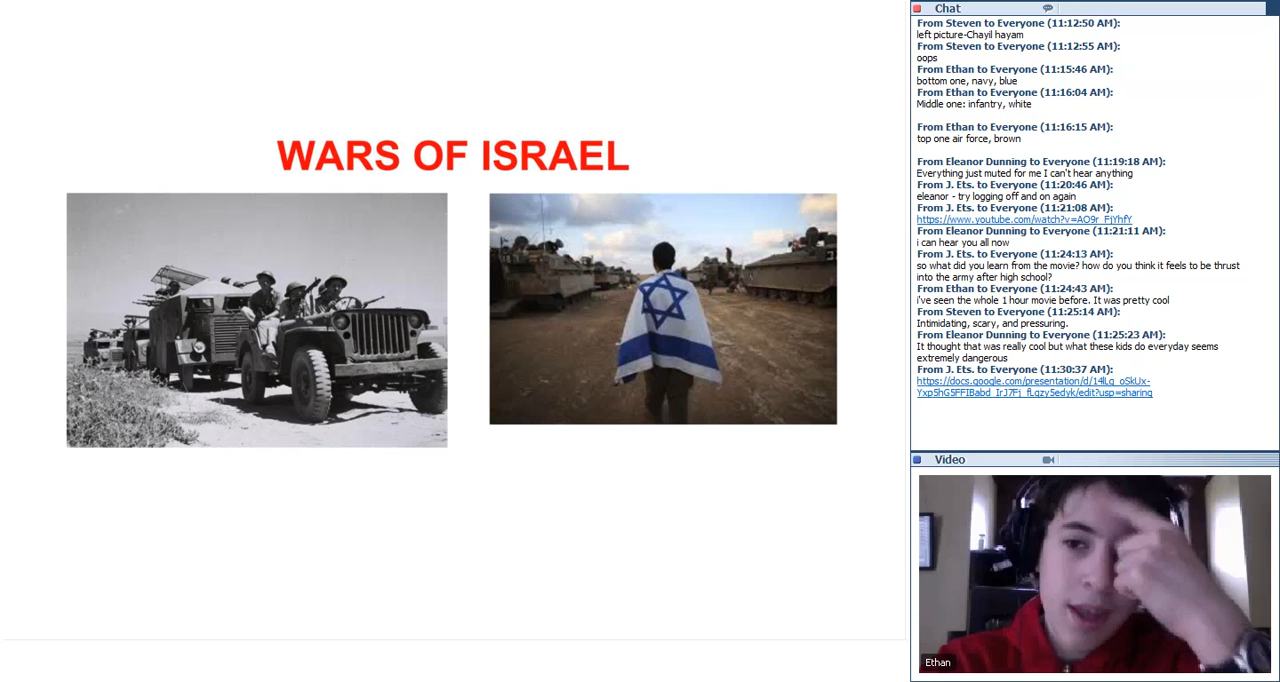 WARS OF ISRAEL
Chat
From Steven to Everyone (11:12:50 AM):
left picture-Chayil hayam
From Steven to Everyone (11:12:55 AM):
oops
From Ethan to Everyone (11:15:46 AM):
bottom one, navy, blue
From Ethan to Everyone (11:16:04 AM):
Middle one: infantry, white
From Ethan to Everyone (11:16:15 AM):
top one air force, brown
From Eleanor Dunning to Everyone (11:19:18 AM):
Everything just muted for me I can't hear anything
From J. Ets. to Everyone (11:20:46 AM):
eleanor - try logging off and on again
From J. Ets. to Everyone (11:21:08 AM):
https://www.youtube.com/watch?v=AO9r_FjYhfY
From Eleanor Dunning to Everyone (11:21:11 AM):
i can hear you all now
From J. Ets. to Everyone (11:24:13 AM):
so what did you learn from the movie? how do you think it feels to be thrust
into the army after high school?
From Ethan to Everyone (11:24:43 AM):
i've seen the whole 1 hour movie before. It was pretty cool
From Steven to Everyone (11:25:14 AM):
Intimidating, scary, and pressuring.
From Eleanor Dunning to Everyone (11:25:23 AM):
It thought that was really cool but what these kids do everyday seems
extremely dangerous
From J. Ets. to Everyone (11:30:37 AM):
Video
Ethan